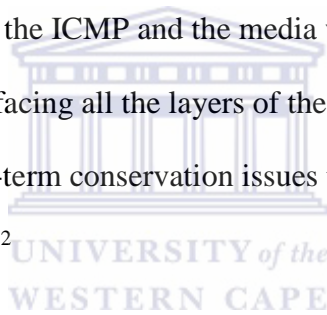 the ICMP and the media
facing all the layers of the
-term conservation issues
2
UNIVERSITY of the
WESTERN CAPE